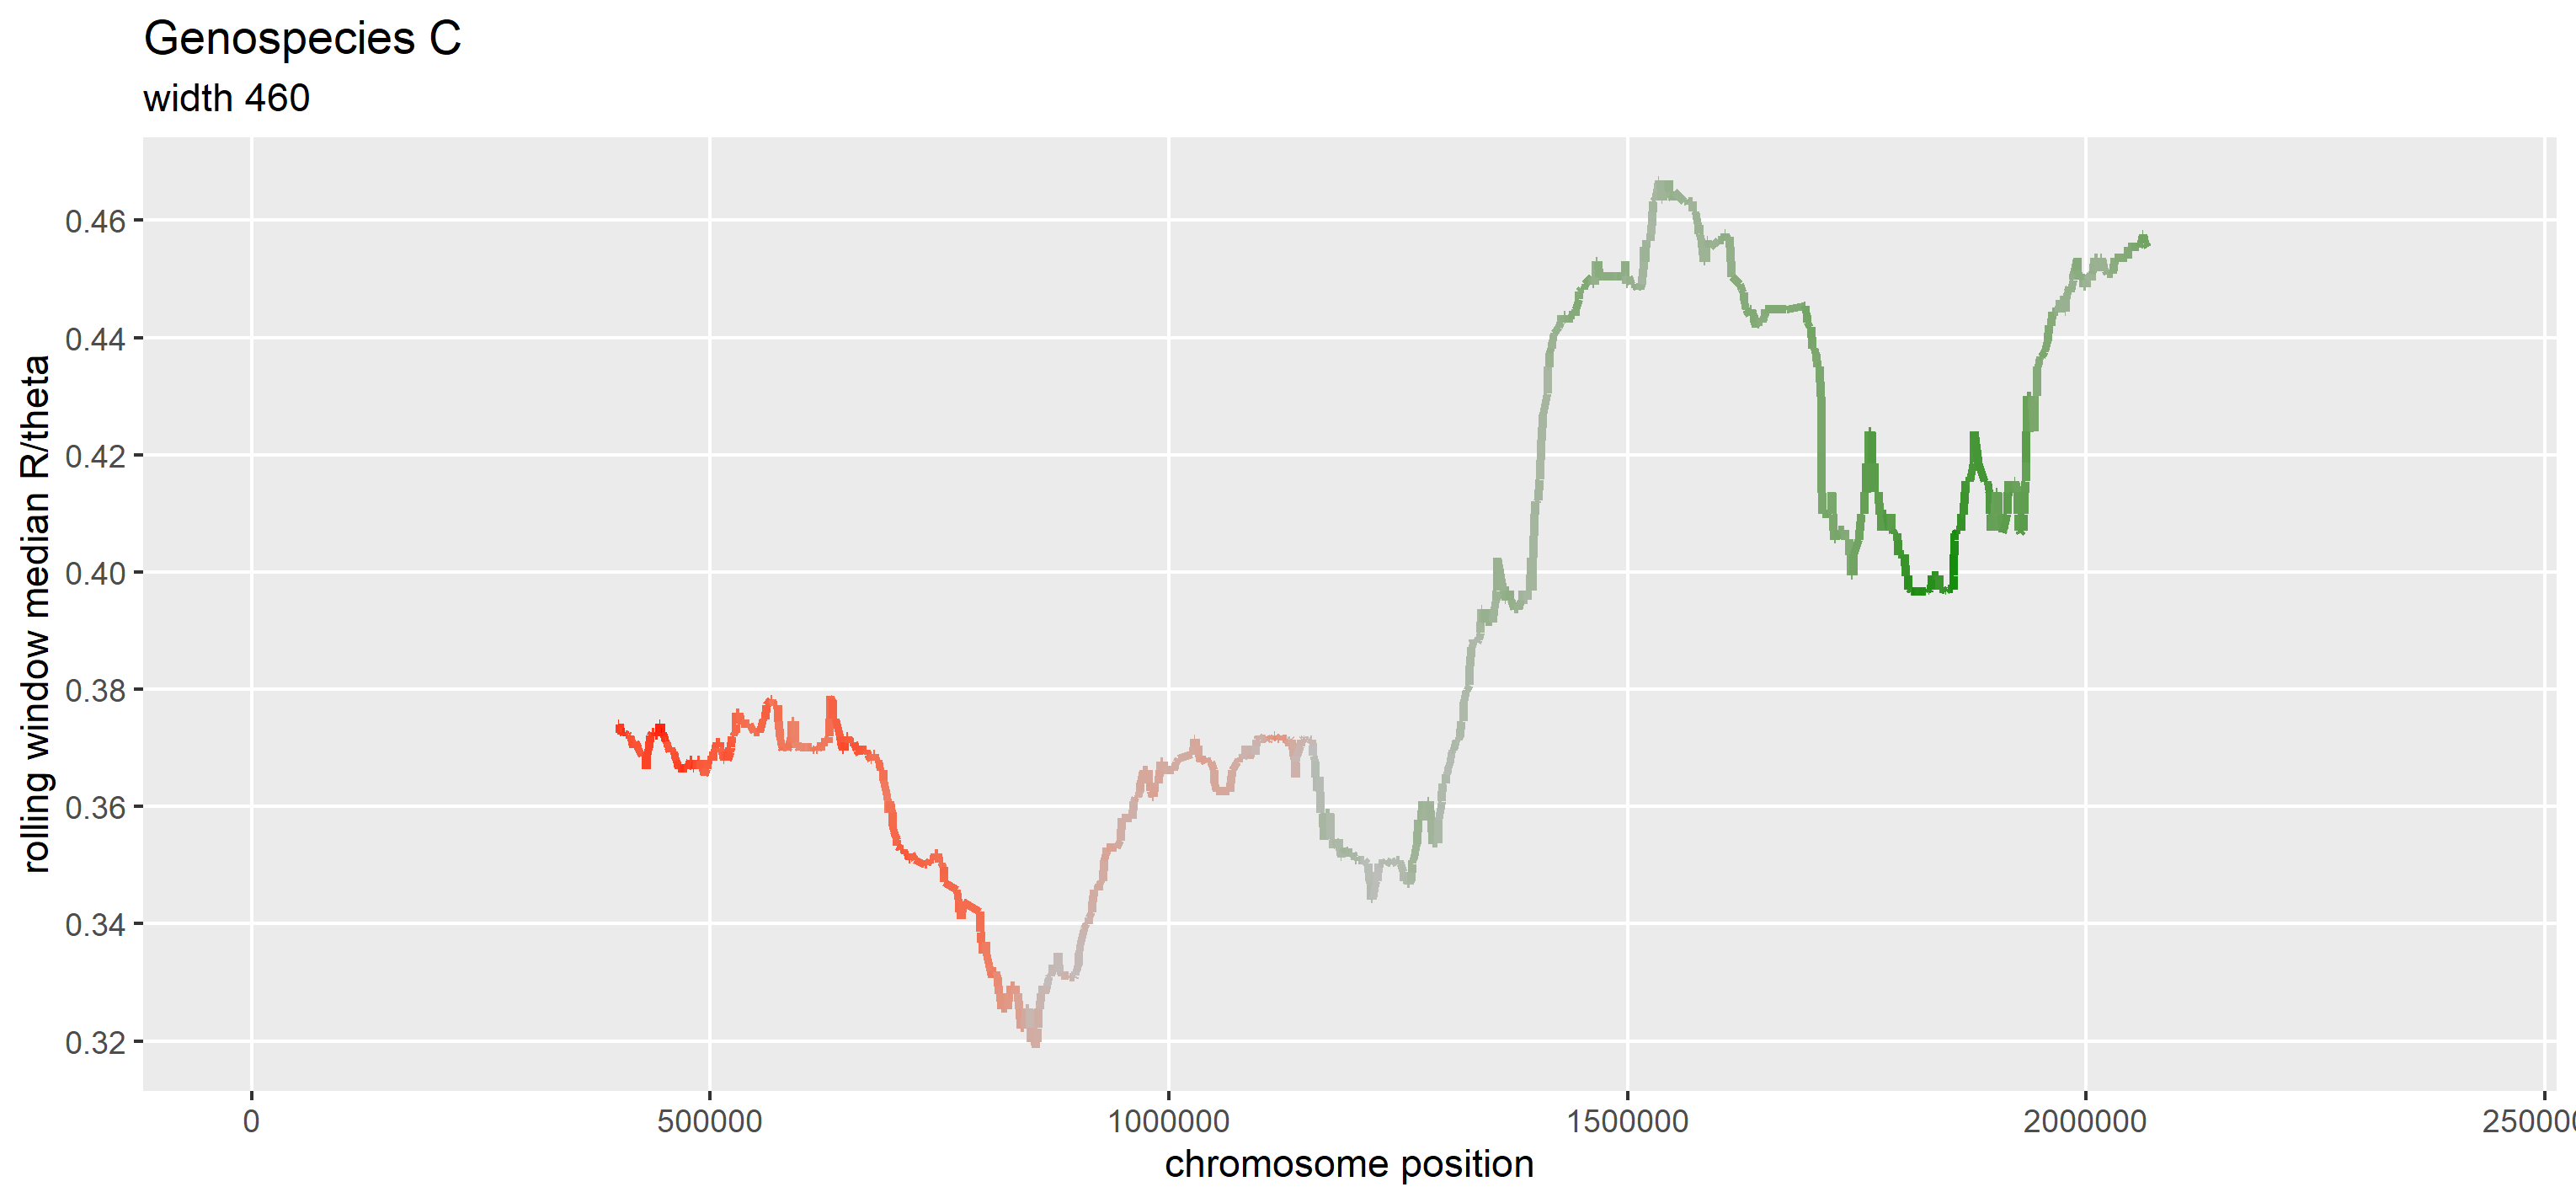 Genospecies C
width 460
rolling window median R/theta
0.46
0.44
0.42
0.40
0.38
0.36
0.34
0.32
0 500000 1000000 1500000 2000000 250000
chromosome position